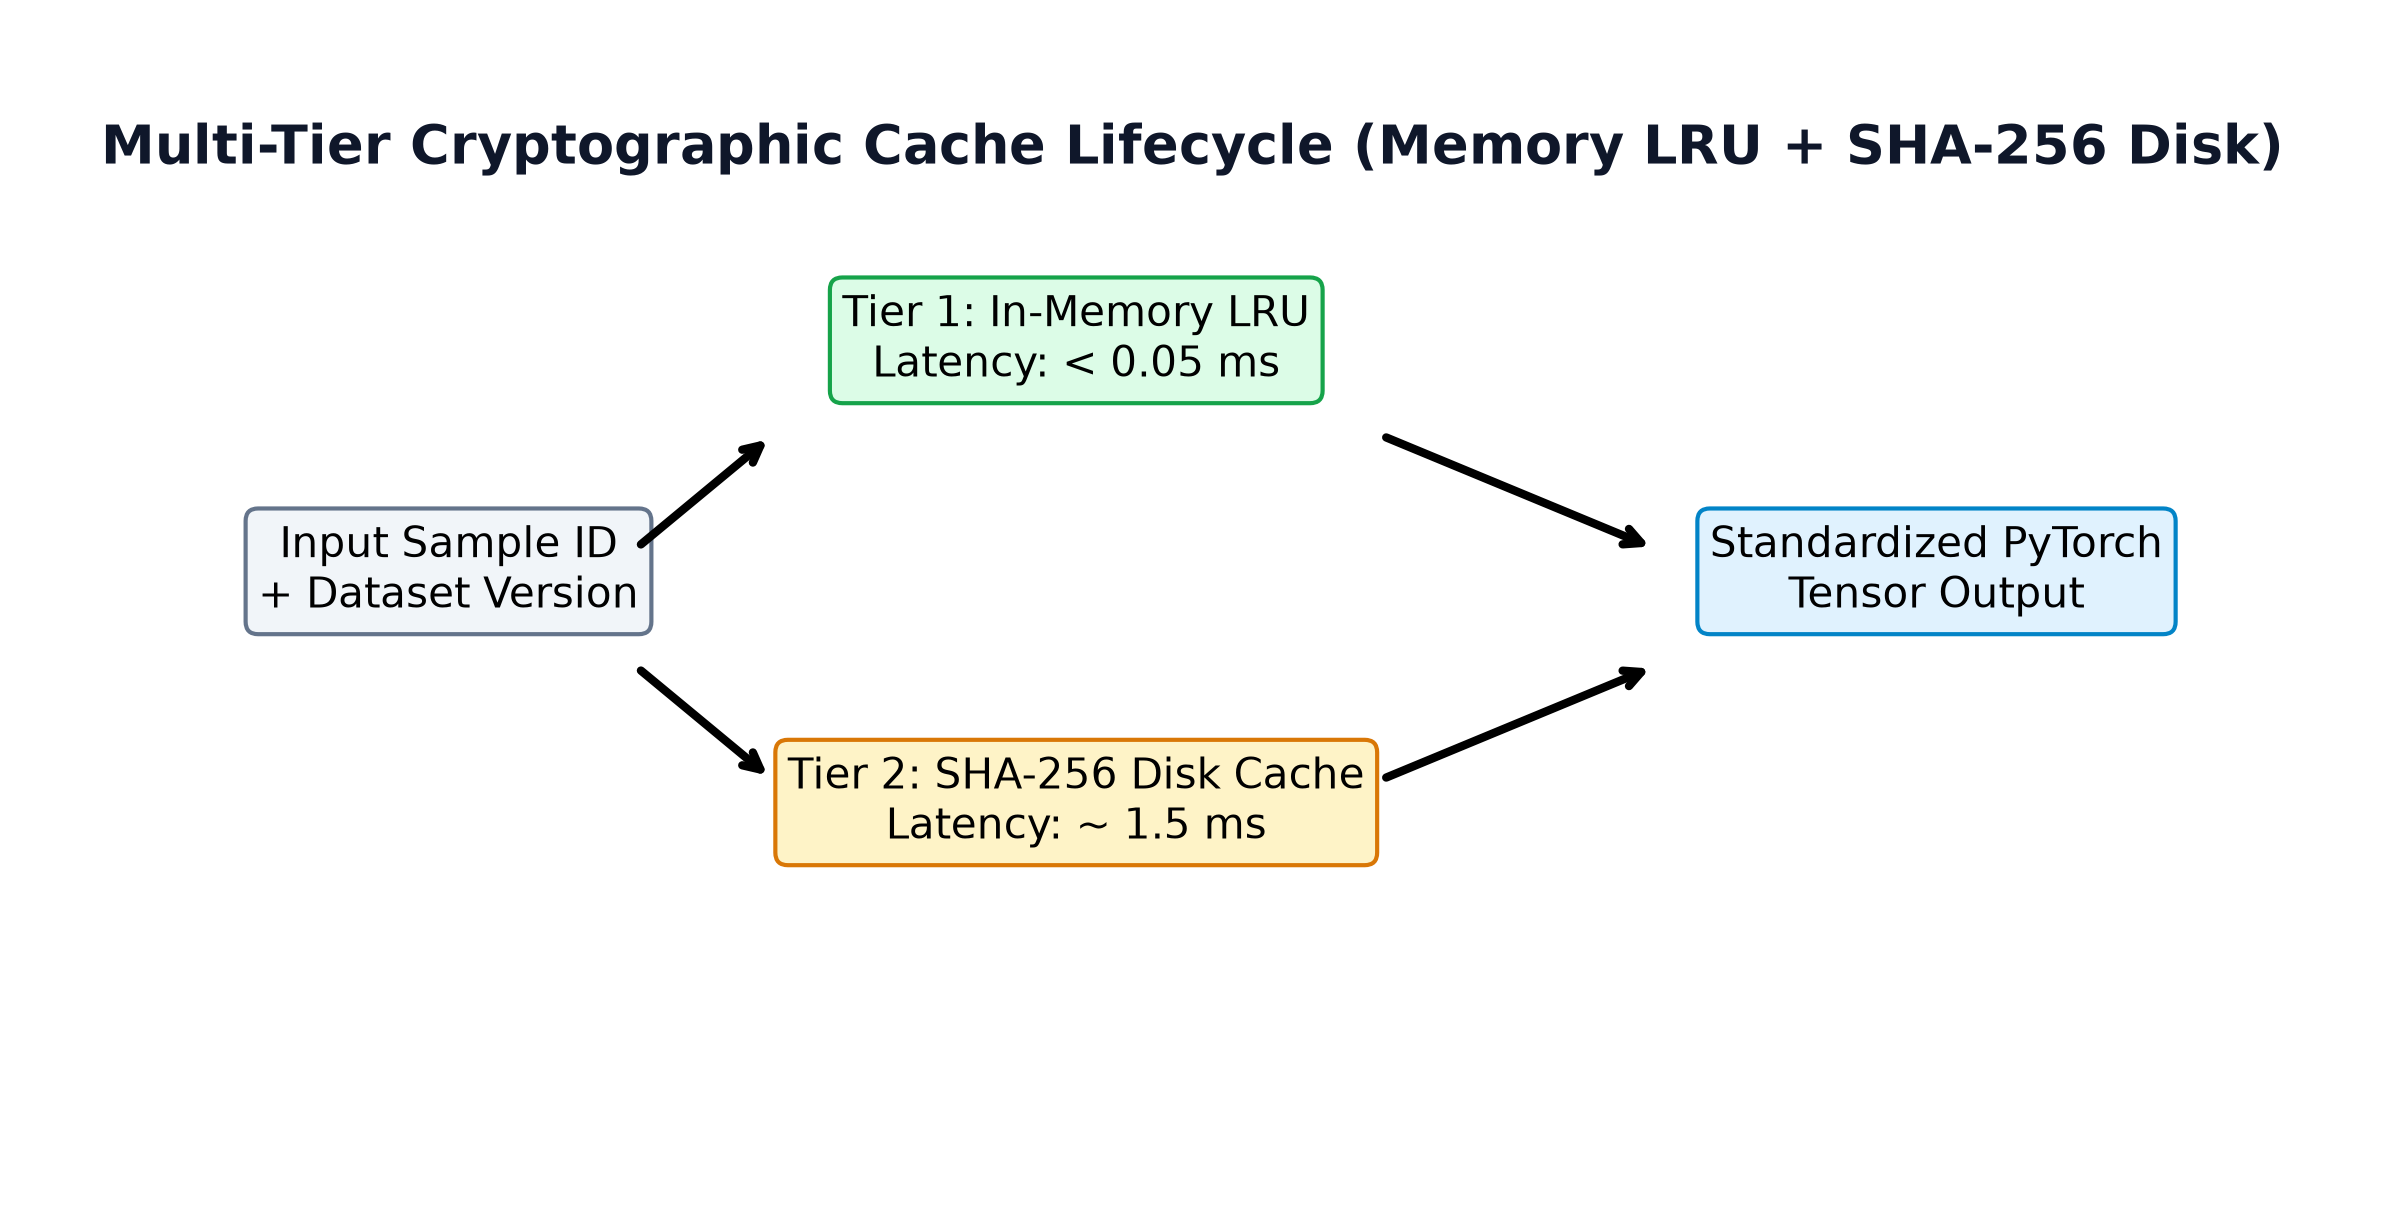 Multi-Tier Cryptographic Cache Lifecycle (Memory LRU + SHA-256 Disk)
Tier 1: In-Memory LRU
Latency: < 0.05 ms
Input Sample ID
+ Dataset Version
Standardized PyTorch
Tensor Output
Tier 2: SHA-256 Disk Cache
Latency: ~ 1.5 ms